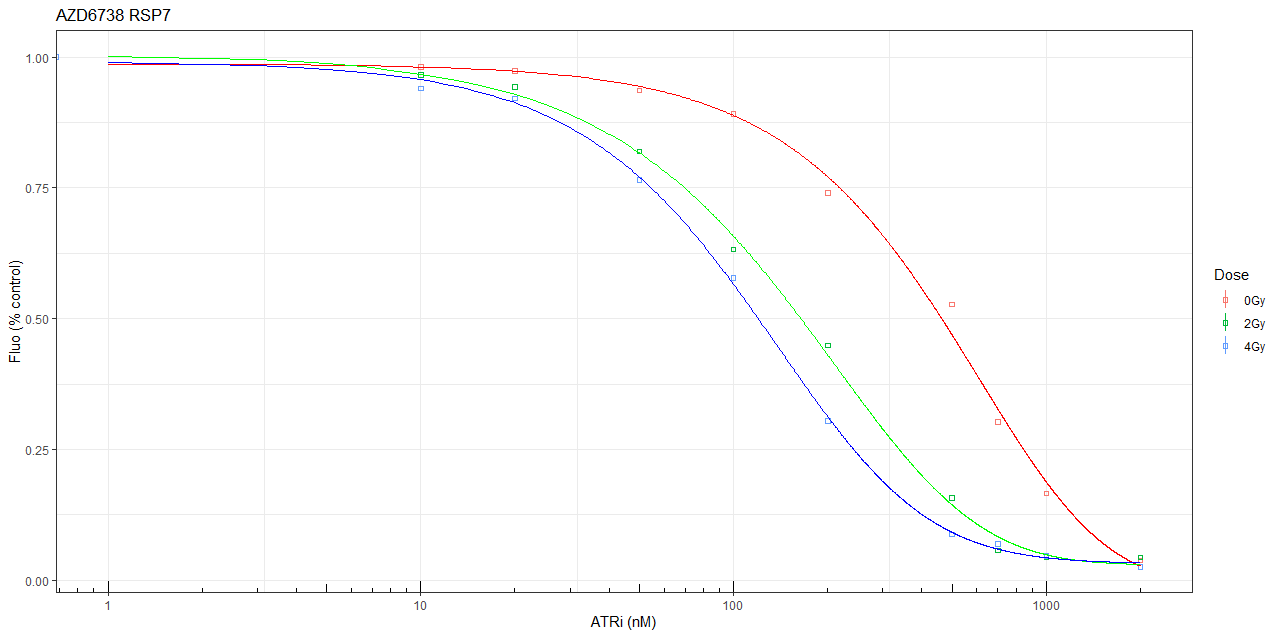 AZD6738 RSP7
1.00
0.75
0.50
0.25
0.00
Fluo (% control)
1
10
100
1000
ATRi (nM)
Dose
0Gy
2Gy
4Gy